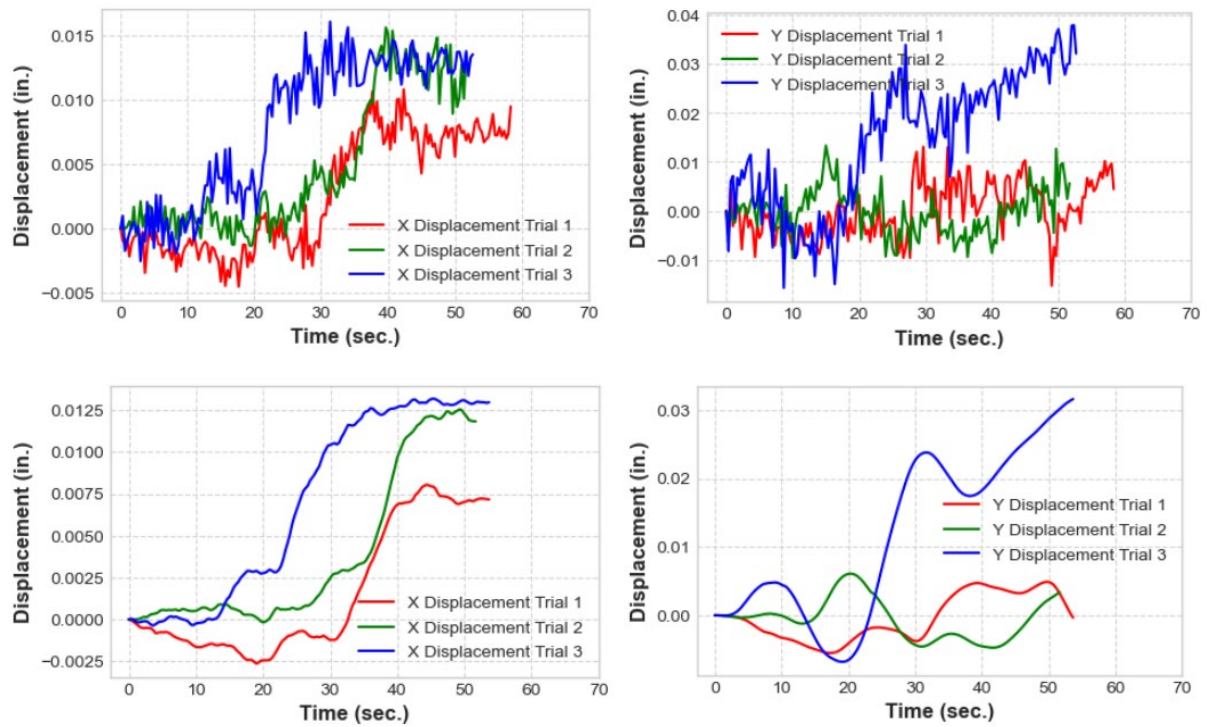 Displacement (in.)
0.015
0.010
0.005
0.000
−0.005
X Displacement Trial 1
X Displacement Trial 2
X Displacement Trial 3
0 10 20 30 40 50 60 70
Time (sec.)
Displacement (in.)
0.04
0.03
0.02
0.01
0.00
−0.01
Y Displacement Trial 1
Y Displacement Trial 2
Y Displacement Trial 3
0 10 20 30 40 50 60 70
Time (sec.)
Displacement (in.)
0.0125
0.0100
0.0075
0.0050
0.0025
0.0000
−0.0025
X Displacement Trial 1
X Displacement Trial 2
X Displacement Trial 3
0 10 20 30 40 50 60 70
Time (sec.)
Displacement (in.)
0.03
0.02
0.01
0.00
Y Displacement Trial 1
Y Displacement Trial 2
Y Displacement Trial 3
0 10 20 30 40 50 60 70
Time (sec.)